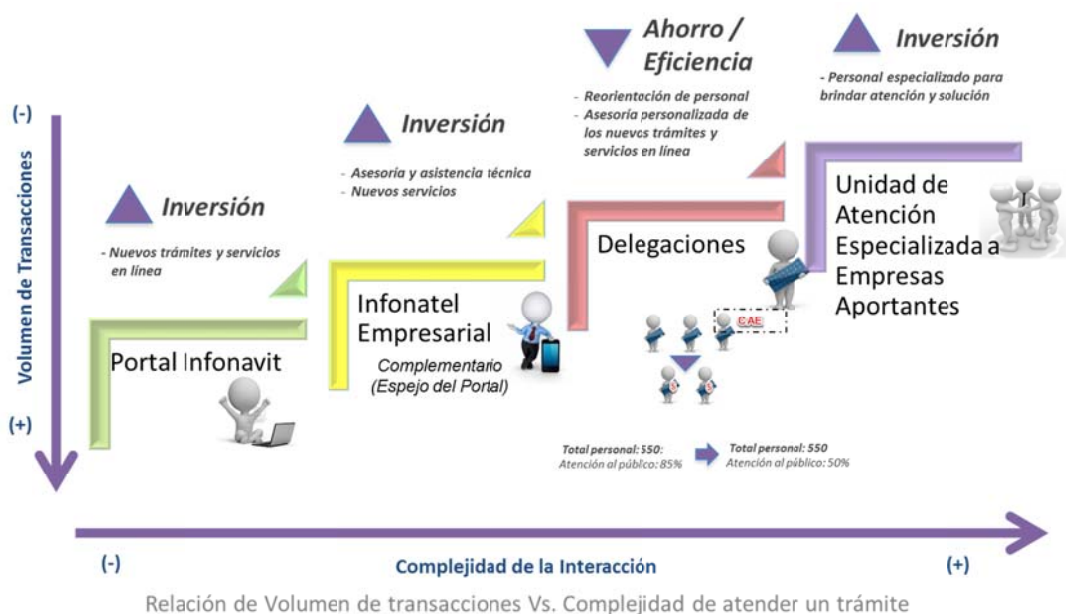 Ahorro /
Eficiencia
- Reorientación de personal
- Asesoría personalizada de
los nuevos trámites y
servicios en línea
Inversión
- Personal especializado para
brindar atención y solución
Inversión
- Asesoría y asistencia técnica
- Nuevos servicios
Inversión
- Nuevos trámites y servicios
en línea
(-)
Volumen de Transacciones
(+)
Portal Infonavit
Infonatel
Empresarial
Complementario
(Espejo del Portal)
Delegaciones
CAE
Total personal: 550:
Atención al público: 85%
Total personal: 550
Atención al público: 50%
Unidad de
Atención
Especializada a
Empresas
Aportantes
(-)
Complejidad de la Interacción
(+)
Relación de Volumen de transacciones Vs. Complejidad de atender un trámite